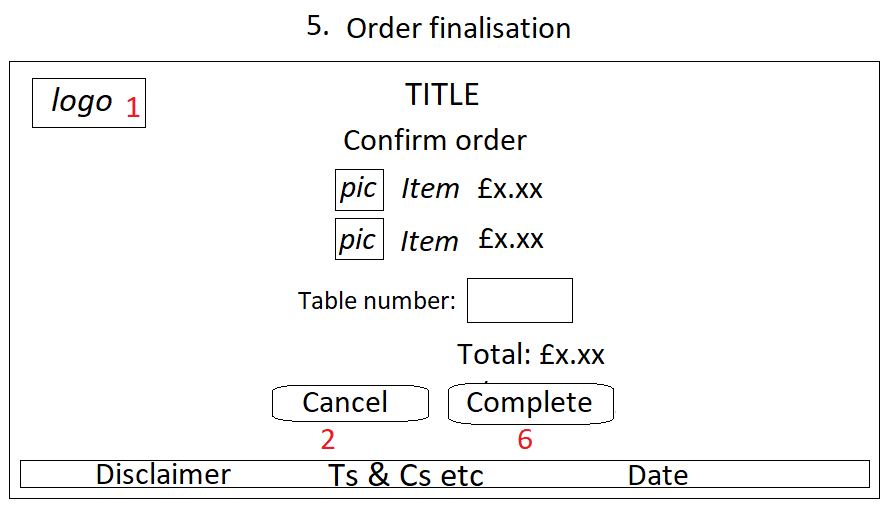 5. Order finalisation
logo 1
TITLE
Confirm order
pic Item £x.xx
pic Item £x.xx
Table number:
Total: £x.xx
Cancel Complete
2 6
Disclaimer Ts & Cs etc Date